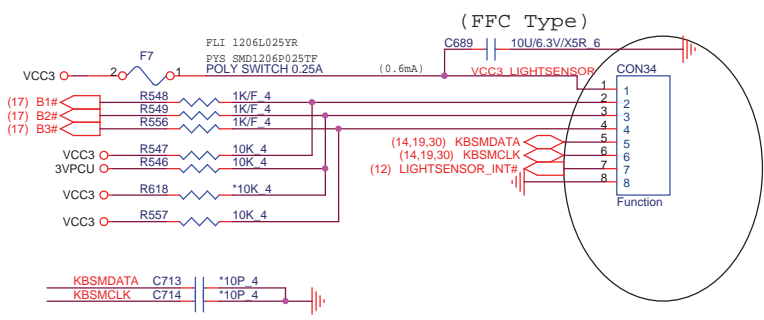 (FFC Type)
FLI 1206L025YR
F7
PYS SMD1206P025TF
C689 10U/6.3V/X5R_6
VCC3 2 1 POLY SWITCH 0.25A (0.6mA) VCC3_LIGHTSENSOR CON34
(17) B1# R548 1K/F_4 1 1
(17) B2# R549 1K/F_4 2 2
(17) B3# R556 1K/F_4 3 3
4 4
(14,19,30) KBSMDATA 5 5
VCC3 R547 10K_4 (14,19,30) KBSMCLK 6 6
3VPCU R546 10K_4 (12) LIGHTSENSOR_INT# 7 7
8 8
VCC3 R618 *10K_4 Function
VCC3 R557 10K_4
KBSMDATA C713 *10P_4
KBSMCLK C714 *10P_4